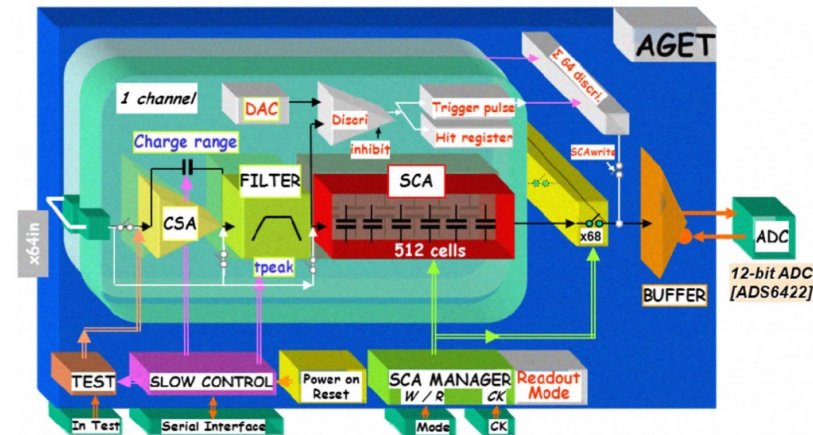 AGET
Σ 64 discri.
1 channel
DAC
Discri
Trigger pulse
Hit register
inhibit
Charge range
SCAwrite
FILTER
SCA
CSA
x64in
tpeak
512 cells
x68
ADC
BUFFER
12-bit ADC
[ADS6422]
TEST
SLOW CONTROL
Power on
Reset
SCA MANAGER
W / R
CK
Readout
Mode
In Test
Serial Interface
Mode
CK